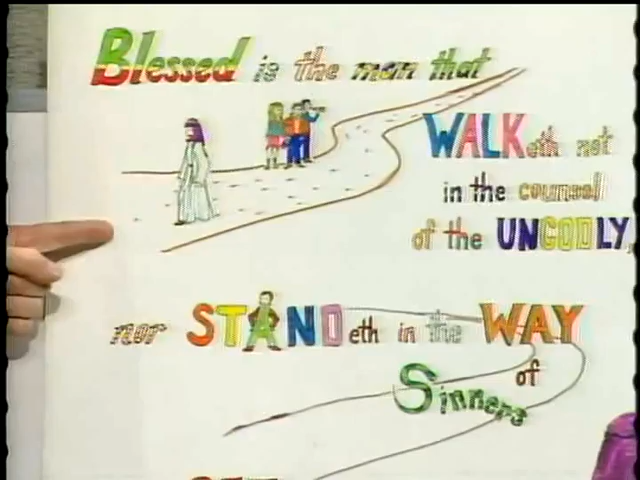 Blessed is the man that
WALKeth not
in the counsel
of the UNGODLY,
nor STANDeth in the WAY
of
Sinners